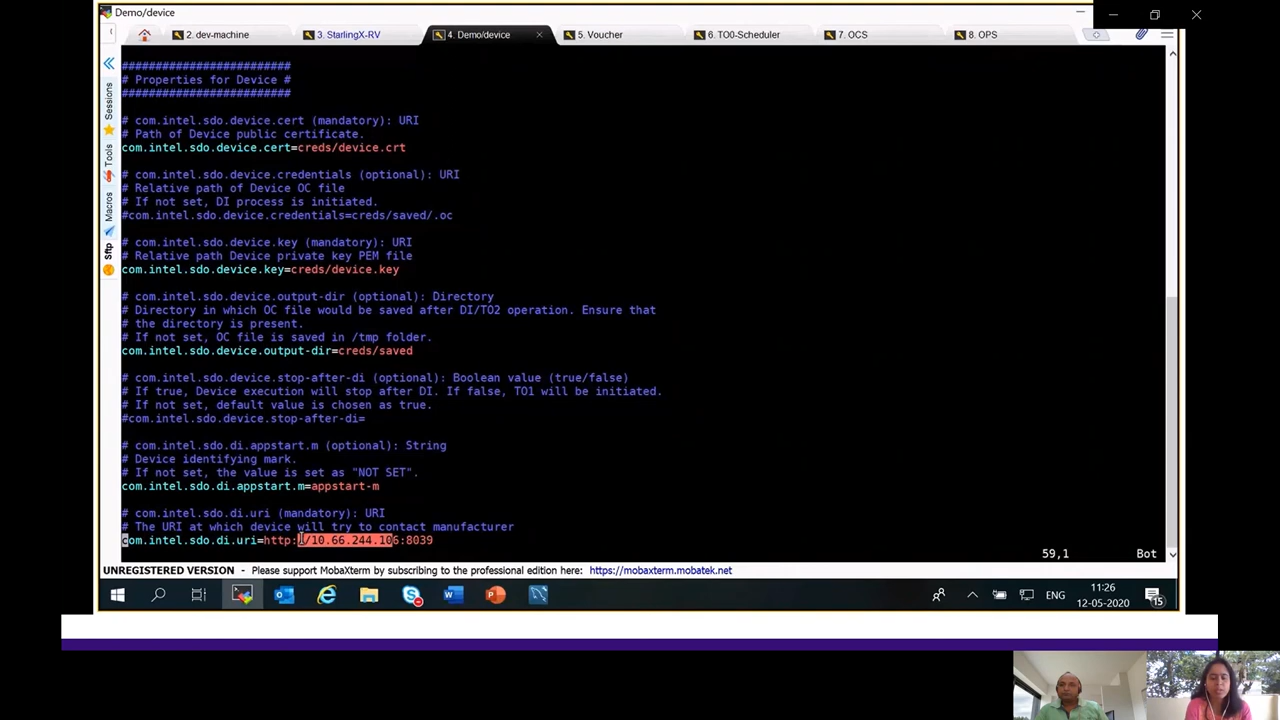 Demo/device
2. dev-machine
3. StarlingX-RV
4. Demo/device
5. Voucher
6. TO0-Scheduler
7. OCS
8. OPS
Sessions
Tools
Macros
Sftp
########################
# Properties for Device #
########################
# com.intel.sdo.device.cert (mandatory): URI
# Path of Device public certificate.
com.intel.sdo.device.cert=creds/device.crt
# com.intel.sdo.device.credentials (optional): URI
# Relative path of Device OC file
# If not set, DI process is initiated.
#com.intel.sdo.device.credentials=creds/saved/.oc
# com.intel.sdo.device.key (mandatory): URI
# Relative path Device private key PEM file
com.intel.sdo.device.key=creds/device.key
# com.intel.sdo.device.output-dir (optional): Directory
# Directory in which OC file would be saved after DI/TO2 operation. Ensure that
# the directory is present.
# If not set, OC file is saved in /tmp folder.
com.intel.sdo.device.output-dir=creds/saved
# com.intel.sdo.device.stop-after-di (optional): Boolean value (true/false)
# If true, Device execution will stop after DI. If false, TO1 will be initiated.
# If not set, default value is chosen as true.
#com.intel.sdo.device.stop-after-di=
# com.intel.sdo.di.appstart.m (optional): String
# Device identifying mark.
# If not set, the value is set as "NOT SET".
com.intel.sdo.di.appstart.m=appstart-m
# com.intel.sdo.di.uri (mandatory): URI
# The URI at which device will try to contact manufacturer
com.intel.sdo.di.uri=http://10.66.244.106:8039
59,1 Bot
UNREGISTERED VERSION - Please support MobaXterm by subscribing to the professional edition here: https://mobaxterm.mobatek.net
ENG
11:26
12-05-2020
15